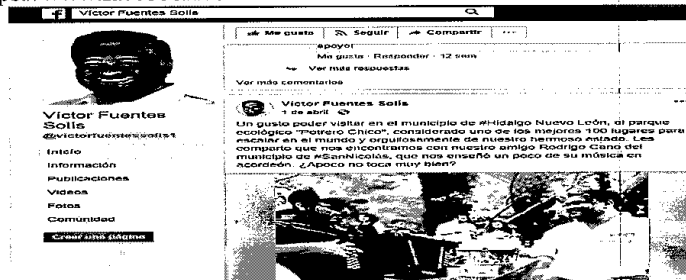 Víctor Fuentes Solís
Me gusta
Seguir
Compartir
apoyo!
Me gusta · Responder · 12 sem
Ver más respuestas
Ver más comentarios
Víctor Fuentes Solís
@victorfuentessolis1
Inicio
Información
Publicaciones
Videos
Fotos
Comunidad
Crear una página
Víctor Fuentes Solís
1 de abril
Un gusto poder visitar en el municipio de #Hidalgo Nuevo León, el parque
ecológico "Potrero Chico", considerado uno de los mejores 100 lugares para
escalar en el mundo y orgullosamente de nuestro hermoso estado. Les
comparto que nos encontramos con nuestro amigo Rodrigo Cano del
municipio de #SanNicolás, que nos enseñó un poco de su música en
acordeón. ¿Apoco no toca muy bien?